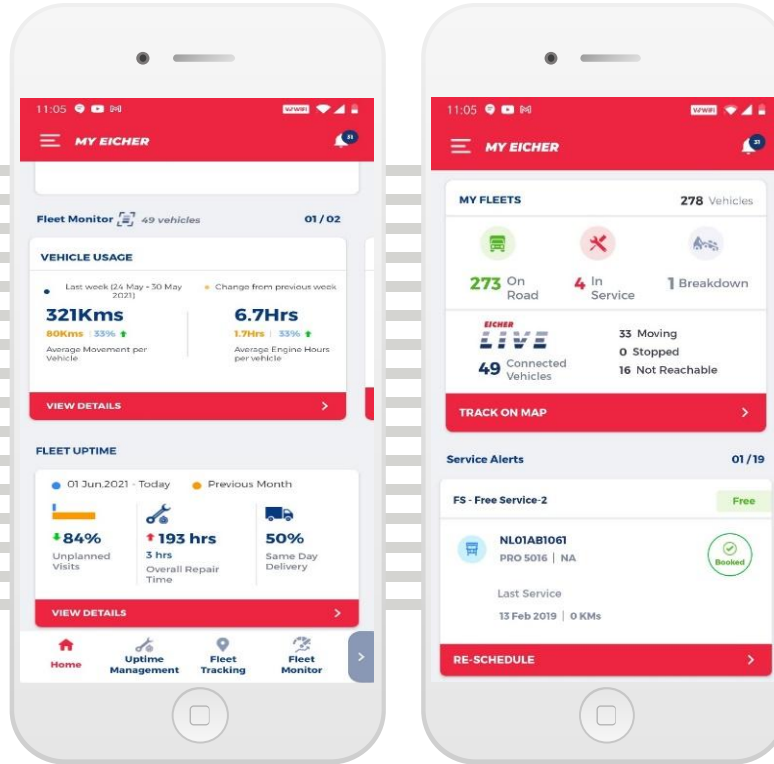 11:05
VoWIFI
MY EICHER
31
Fleet Monitor 49 vehicles 01 / 02
VEHICLE USAGE
Last week (24 May - 30 May 2021)
Change from previous week
321Kms
6.7Hrs
80Kms | 33%
1.7Hrs | 33%
Average Movement per Vehicle
Average Engine Hours per vehicle
VIEW DETAILS >
FLEET UPTIME
01 Jun.2021 - Today
Previous Month
84%
193 hrs
50%
Unplanned Visits
3 hrs
Overall Repair Time
Same Day Delivery
VIEW DETAILS >
Home
Uptime Management
Fleet Tracking
Fleet Monitor
>
11:05
VoWIFI
MY EICHER
31
MY FLEETS 278 Vehicles
273 On Road
4 In Service
1 Breakdown
EICHER
LIVE
49 Connected Vehicles
33 Moving
0 Stopped
16 Not Reachable
TRACK ON MAP >
Service Alerts 01 / 19
FS - Free Service-2 Free
NL01AB1061
PRO 5016 | NA
Booked
Last Service
13 Feb 2019 | 0 KMs
RE-SCHEDULE >